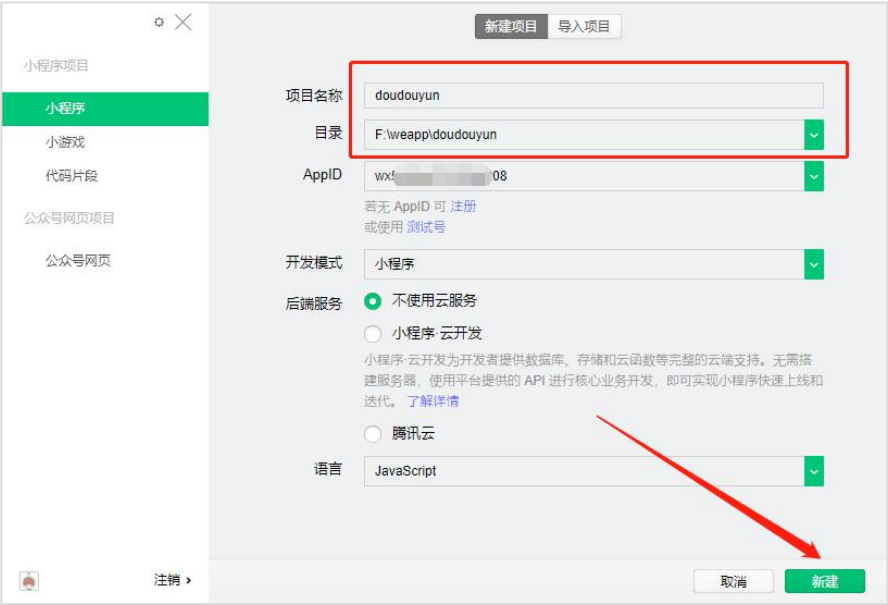 新建项目 导入项目
小程序项目
小程序
小游戏
代码片段
公众号网页项目
公众号网页
注销 ›
项目名称 doudouyun
目录 F:\weapp\doudouyun
AppID wx 08
若无 AppID 可 注册
或使用 测试号
开发模式 小程序
后端服务 不使用云服务
小程序·云开发
小程序·云开发为开发者提供数据库、存储和云函数等完整的云端支持。无需搭
建服务器，使用平台提供的 API 进行核心业务开发，即可实现小程序快速上线和
迭代。 了解详情
腾讯云
语言 JavaScript
取消 新建